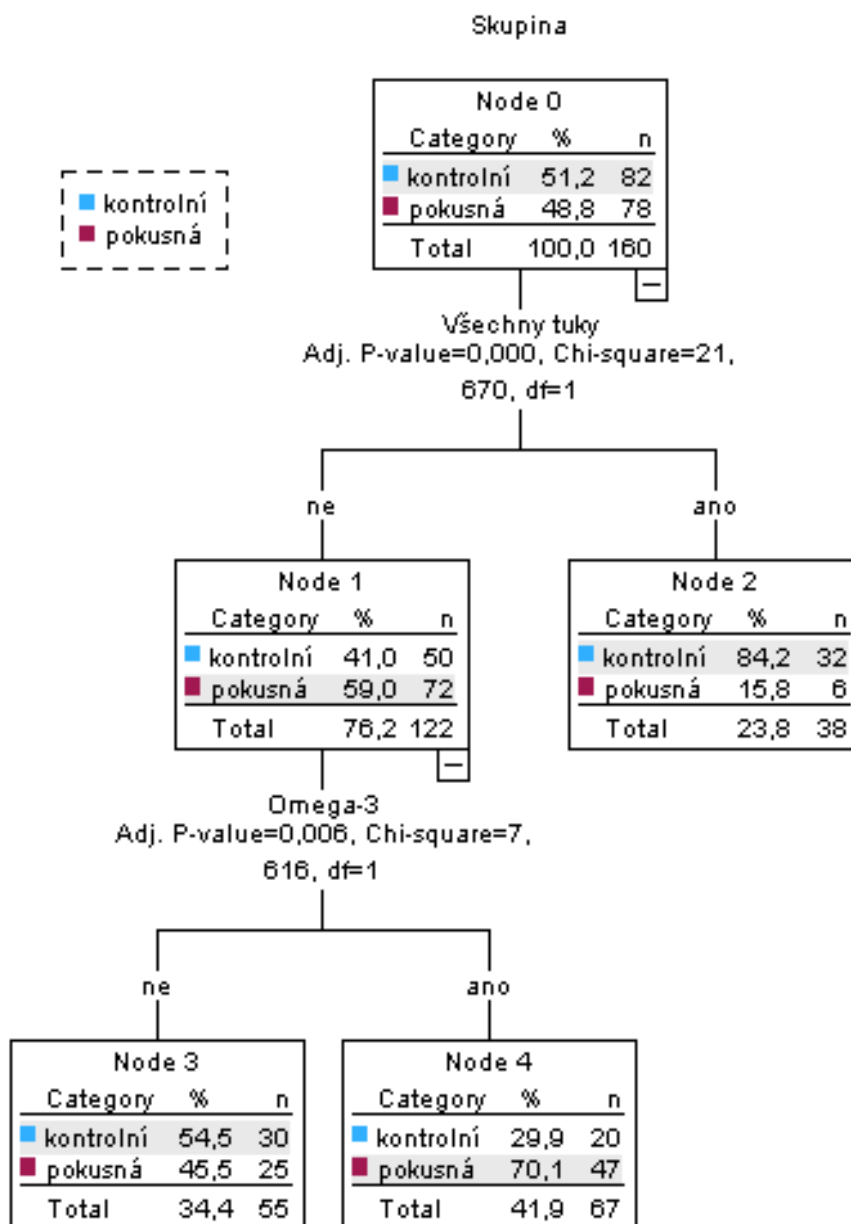 Skupina
Node 0
Category % n
kontrolní 51,2 82
pokusná 48,8 78
Total 100,0 160
kontrolní
pokusná
Všechny tuky
Adj. P-value=0,000, Chi-square=21,
670, df=1
ne
ano
Node 1
Category % n
kontrolní 41,0 50
pokusná 59,0 72
Total 76,2 122
Node 2
Category % n
kontrolní 84,2 32
pokusná 15,8 6
Total 23,8 38
Omega-3
Adj. P-value=0,006, Chi-square=7,
616, df=1
ne
ano
Node 3
Category % n
kontrolní 54,5 30
pokusná 45,5 25
Total 34,4 55
Node 4
Category % n
kontrolní 29,9 20
pokusná 70,1 47
Total 41,9 67